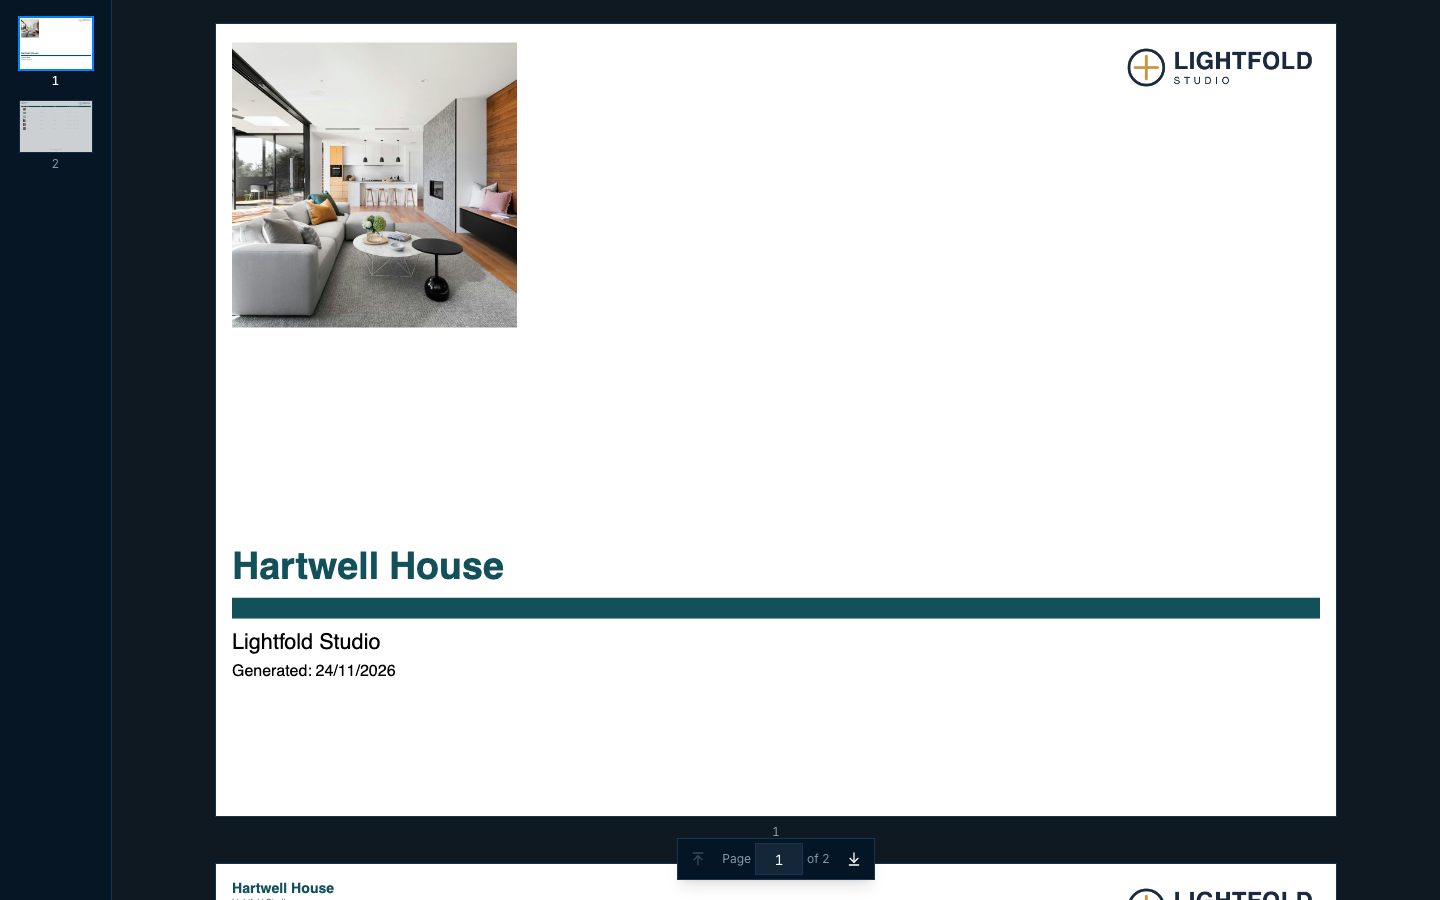 1
2
LIGHTFOLD
STUDIO
Hartwell House
Lightfold Studio
Generated: 24/11/2026
1
Page 1 of 2
Hartwell House
LIGHTFOLD